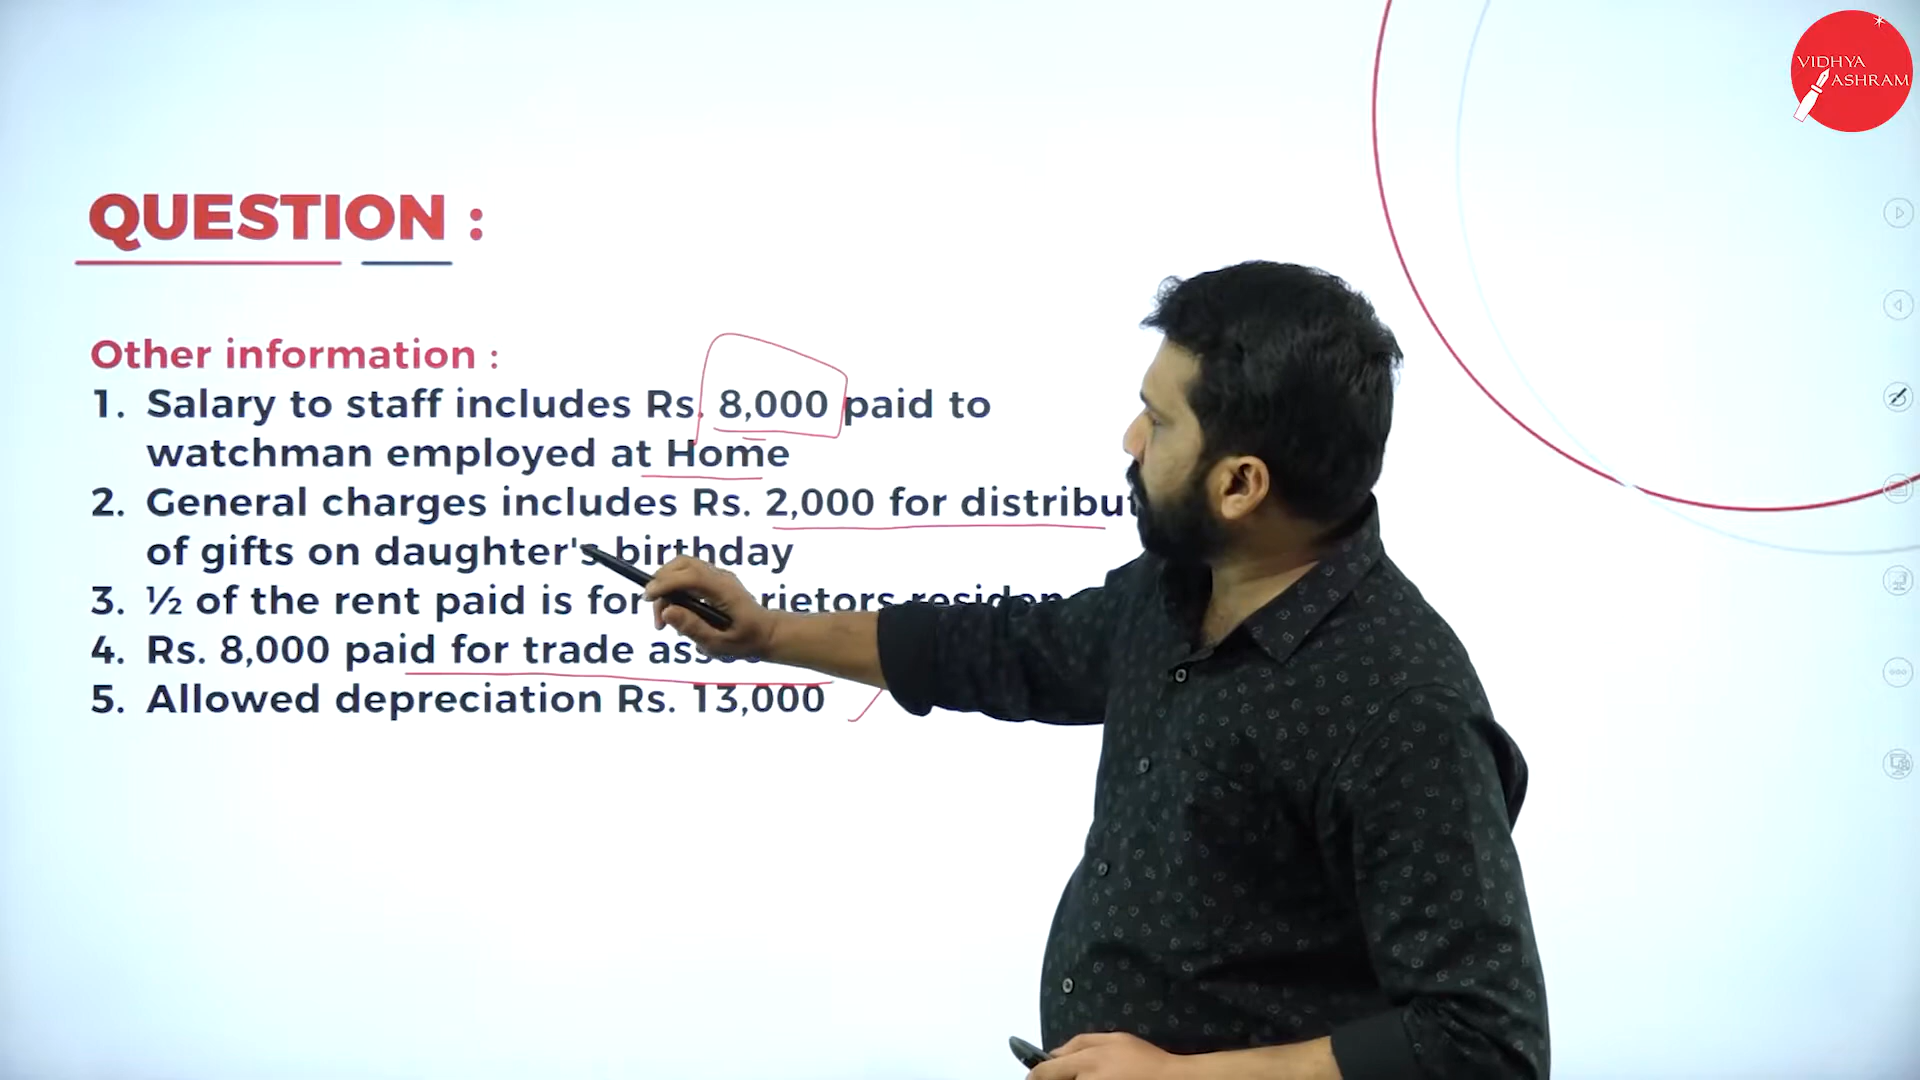 VIDHYA
ASHRAM
QUESTION :
Other information :
1. Salary to staff includes Rs. 8,000 paid to
watchman employed at Home
2. General charges includes Rs. 2,000 for
of gifts on daughter's birthday
3. ½ of the rent paid is for
4. Rs. 8,000 paid for trade
5. Allowed depreciation Rs. 13,000